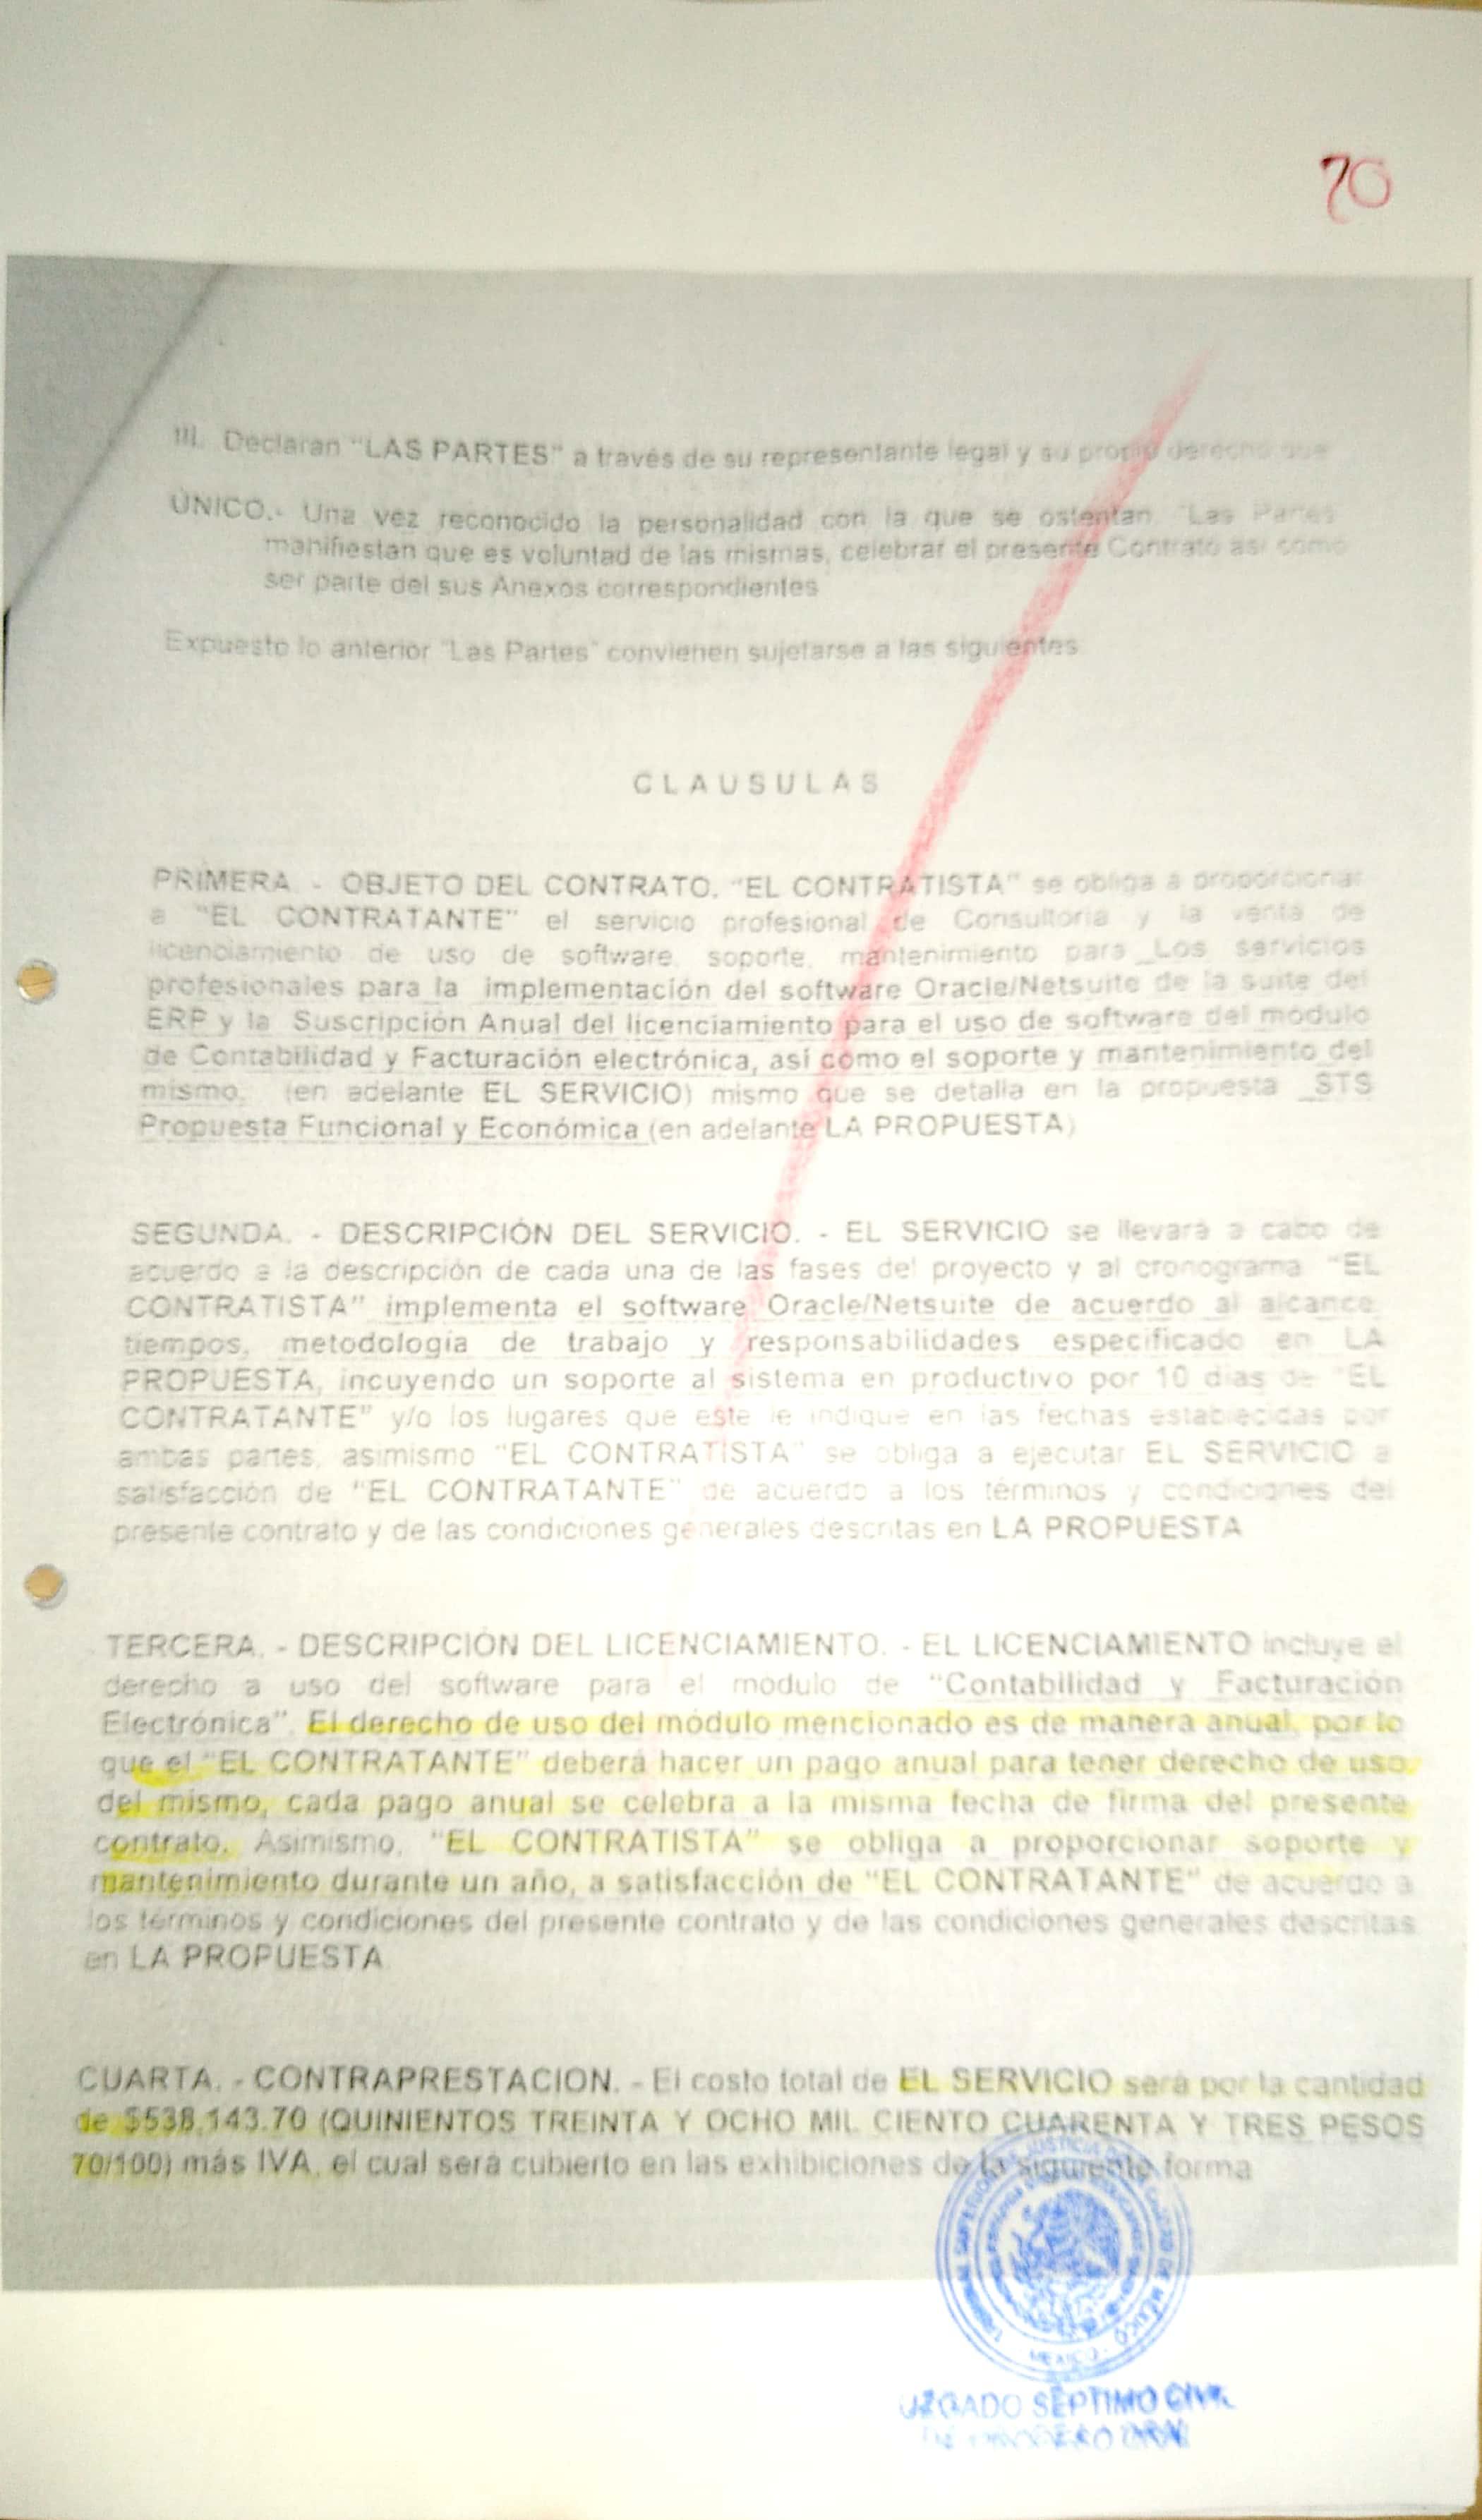 70
III. Declaran "LAS PARTES" a través de su representante legal y su propio derecho que
ÚNICO.- Una vez reconocido la personalidad con la que se ostentan "Las Partes
manifiestan que es voluntad de las mismas, celebrar el presente Contrato así como
ser parte del sus Anexos correspondientes
Expuesto lo anterior "Las Partes" convienen sujetarse a las siguientes
CLAUSULAS
PRIMERA. - OBJETO DEL CONTRATO. "EL CONTRATISTA" se obliga a proporcionar
a "EL CONTRATANTE" el servicio profesional de Consultoría y la venta de
licenciamiento de uso de software, soporte, mantenimiento para Los servicios
profesionales para la implementación del software Oracle/Netsuite de la suite del
ERP y la Suscripción Anual del licenciamiento para el uso de software del modulo
de Contabilidad y Facturación electrónica, así como el soporte y mantenimiento del
mismo, (en adelante EL SERVICIO) mismo que se detalla en la propuesta STS
Propuesta Funcional y Económica (en adelante LA PROPUESTA)
SEGUNDA. - DESCRIPCIÓN DEL SERVICIO. - EL SERVICIO se llevará a cabo de
acuerdo a la descripción de cada una de las fases del proyecto y al cronograma "EL
CONTRATISTA" implementa el software Oracle/Netsuite de acuerdo al alcance,
tiempos, metodología de trabajo y responsabilidades especificado en LA
PROPUESTA, incuyendo un soporte al sistema en productivo por 10 días de "EL
CONTRATANTE" y/o los lugares que este le indique en las fechas establecidas por
ambas partes, asimismo "EL CONTRATISTA" se obliga a ejecutar EL SERVICIO a
satisfacción de "EL CONTRATANTE" de acuerdo a los términos y condiciones del
presente contrato y de las condiciones generales descritas en LA PROPUESTA
TERCERA. - DESCRIPCIÓN DEL LICENCIAMIENTO. - EL LICENCIAMIENTO incluye el
derecho a uso del software para el modulo de "Contabilidad y Facturación
Electrónica". El derecho de uso del modulo mencionado es de manera anual, por lo
que el "EL CONTRATANTE" deberá hacer un pago anual para tener derecho de uso
del mismo, cada pago anual se celebra a la misma fecha de firma del presente
contrato. Asimismo, "EL CONTRATISTA" se obliga a proporcionar soporte y
mantenimiento durante un año, a satisfacción de "EL CONTRATANTE" de acuerdo a
los términos y condiciones del presente contrato y de las condiciones generales descritas
en LA PROPUESTA
CUARTA. - CONTRAPRESTACION. - El costo total de EL SERVICIO será por la cantidad
de $538,143.70 (QUINIENTOS TREINTA Y OCHO MIL CIENTO CUARENTA Y TRES PESOS
70/100) más IVA, el cual será cubierto en las exhibiciones de la siguiente forma
MEXICO
JUZGADO SÉPTIMO CIVIL